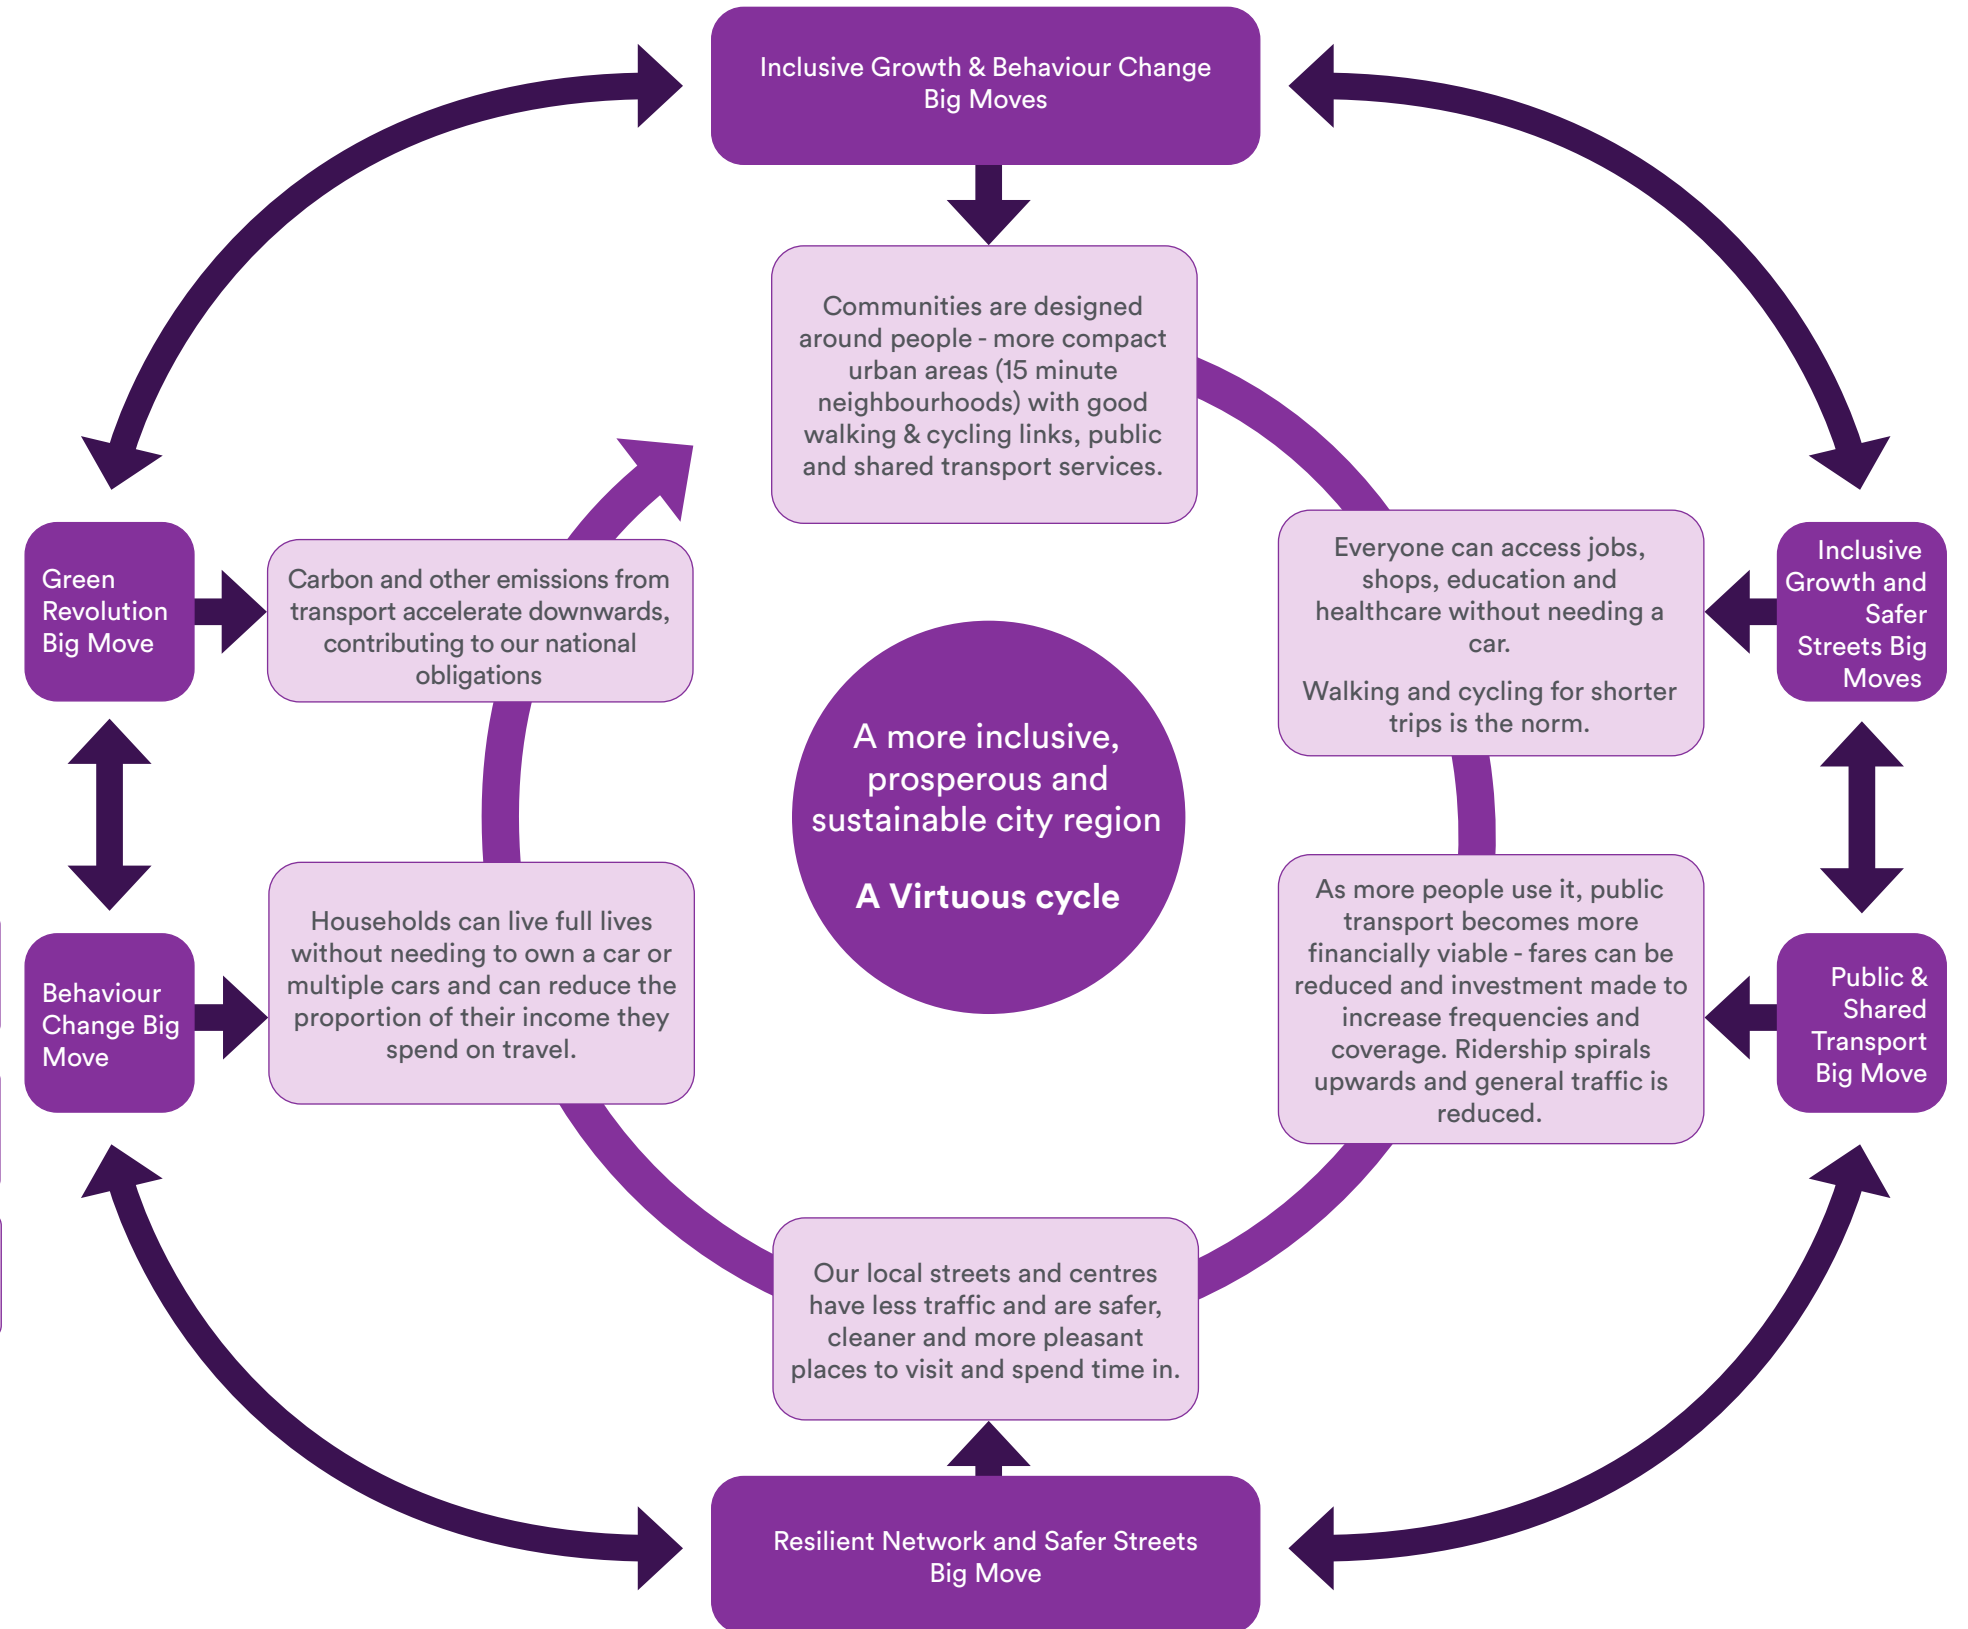 Inclusive Growth & Behaviour Change
Big Moves
Communities are designed
around people - more compact
urban areas (15 minute
neighbourhoods) with good
walking & cycling links, public
and shared transport services.
Green
Revolution
Big Move
Carbon and other emissions from
transport accelerate downwards,
contributing to our national
obligations
Everyone can access jobs,
shops, education and
healthcare without needing a
car.
Walking and cycling for shorter
trips is the norm.
Inclusive
Growth and
Safer
Streets Big
Moves
A more inclusive,
prosperous and
sustainable city region
A Virtuous cycle
Behaviour
Change Big
Move
Households can live full lives
without needing to own a car or
multiple cars and can reduce the
proportion of their income they
spend on travel.
As more people use it, public
transport becomes more
financially viable - fares can be
reduced and investment made to
increase frequencies and
coverage. Ridership spirals
upwards and general traffic is
reduced.
Public &
Shared
Transport
Big Move
Our local streets and centres
have less traffic and are safer,
cleaner and more pleasant
places to visit and spend time in.
Resilient Network and Safer Streets
Big Move